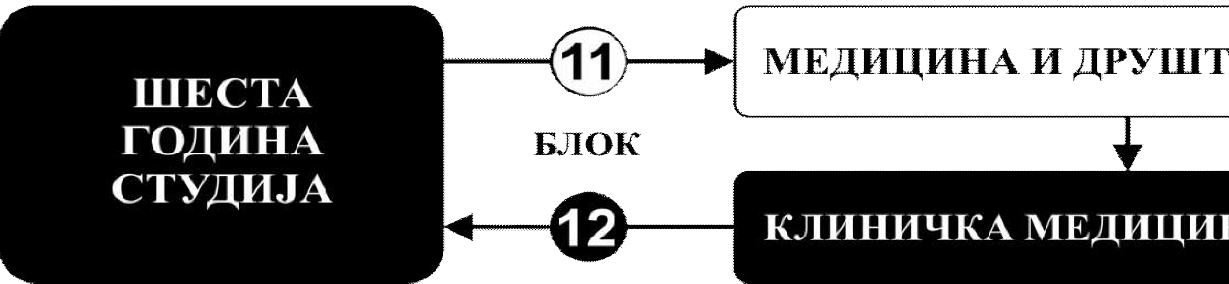 ШЕСТА
ГОДИНА
СТУДИЈА
11
БЛОК
12
МЕДИЦИНА И ДРУШТ
КЛИНИЧКА МЕДИЦИ